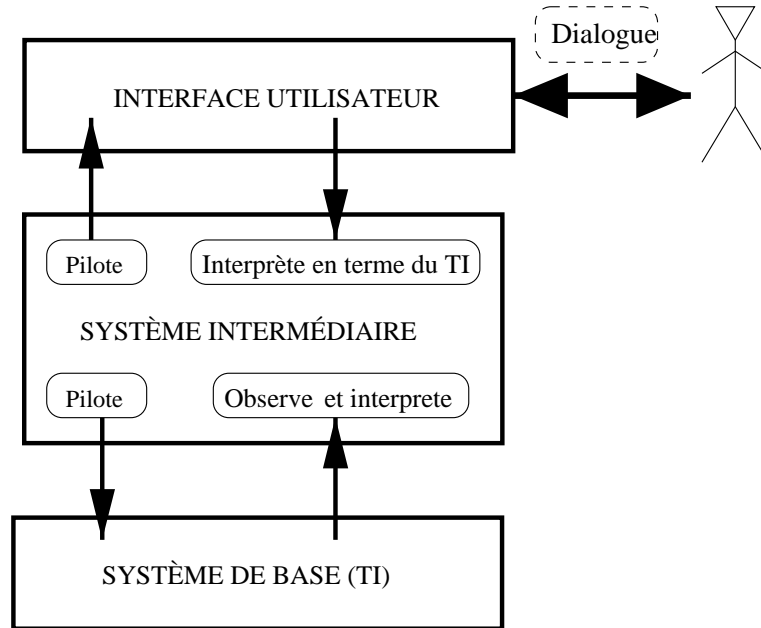 Dialogue
INTERFACE UTILISATEUR
Pilote
Interprète en terme du TI
SYSTÈME INTERMÉDIAIRE
Pilote
Observe et interprete
SYSTÈME DE BASE (TI)